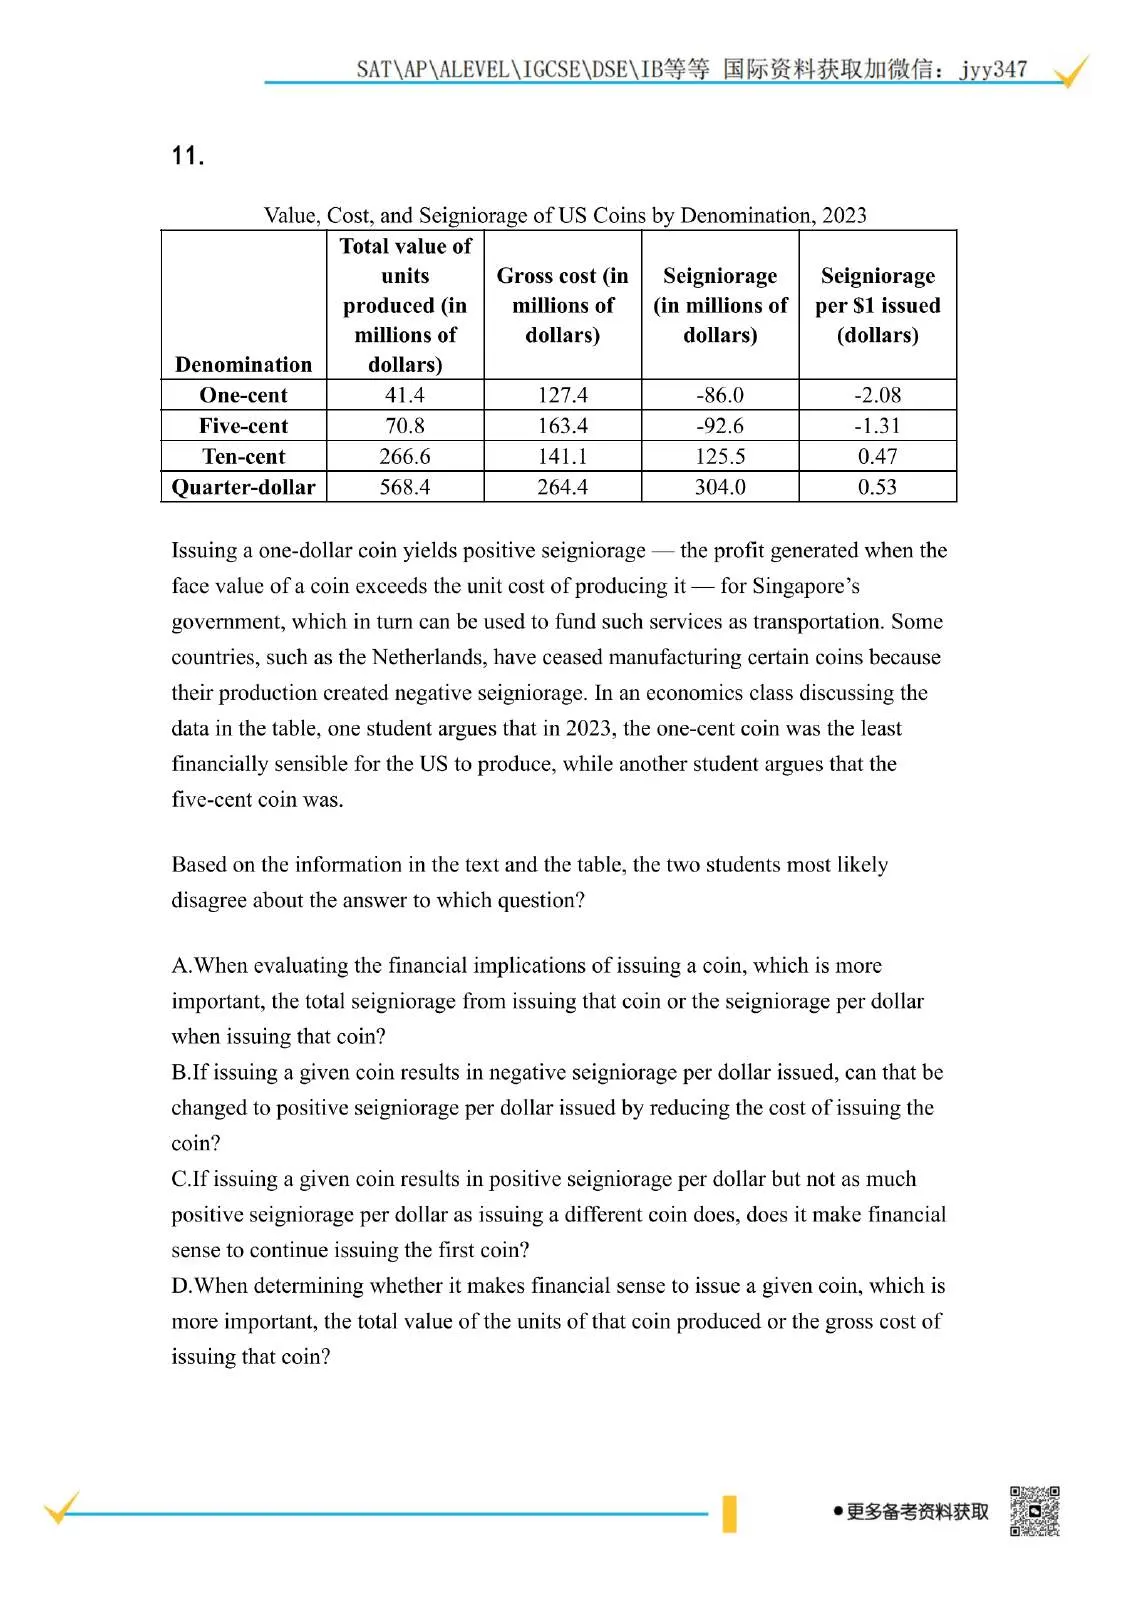 SAT\AP\ALEVEL\IGCSE\DSE\IB等等 国际资料获取加微信：jyy347
11.
Value, Cost, and Seigniorage of US Coins by Denomination, 2023
Denomination Total value of units produced (in millions of dollars) Gross cost (in millions of dollars) Seigniorage (in millions of dollars) Seigniorage per $1 issued (dollars)
One-cent 41.4 127.4 -86.0 -2.08
Five-cent 70.8 163.4 -92.6 -1.31
Ten-cent 266.6 141.1 125.5 0.47
Quarter-dollar 568.4 264.4 304.0 0.53
Issuing a one-dollar coin yields positive seigniorage — the profit generated when the
face value of a coin exceeds the unit cost of producing it — for Singapore's
government, which in turn can be used to fund such services as transportation. Some
countries, such as the Netherlands, have ceased manufacturing certain coins because
their production created negative seigniorage. In an economics class discussing the
data in the table, one student argues that in 2023, the one-cent coin was the least
financially sensible for the US to produce, while another student argues that the
five-cent coin was.
Based on the information in the text and the table, the two students most likely
disagree about the answer to which question?
A.When evaluating the financial implications of issuing a coin, which is more
important, the total seigniorage from issuing that coin or the seigniorage per dollar
when issuing that coin?
B.If issuing a given coin results in negative seigniorage per dollar issued, can that be
changed to positive seigniorage per dollar issued by reducing the cost of issuing the
coin?
C.If issuing a given coin results in positive seigniorage per dollar but not as much
positive seigniorage per dollar as issuing a different coin does, does it make financial
sense to continue issuing the first coin?
D.When determining whether it makes financial sense to issue a given coin, which is
more important, the total value of the units of that coin produced or the gross cost of
issuing that coin?
●更多备考资料获取